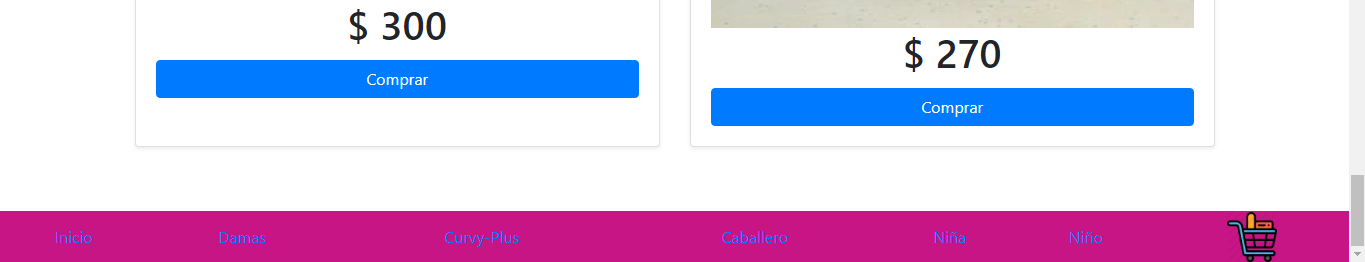 $ 300
$ 270
Comprar
Comprar
Inicio Damas Curvy-Plus Caballero Niña Niño